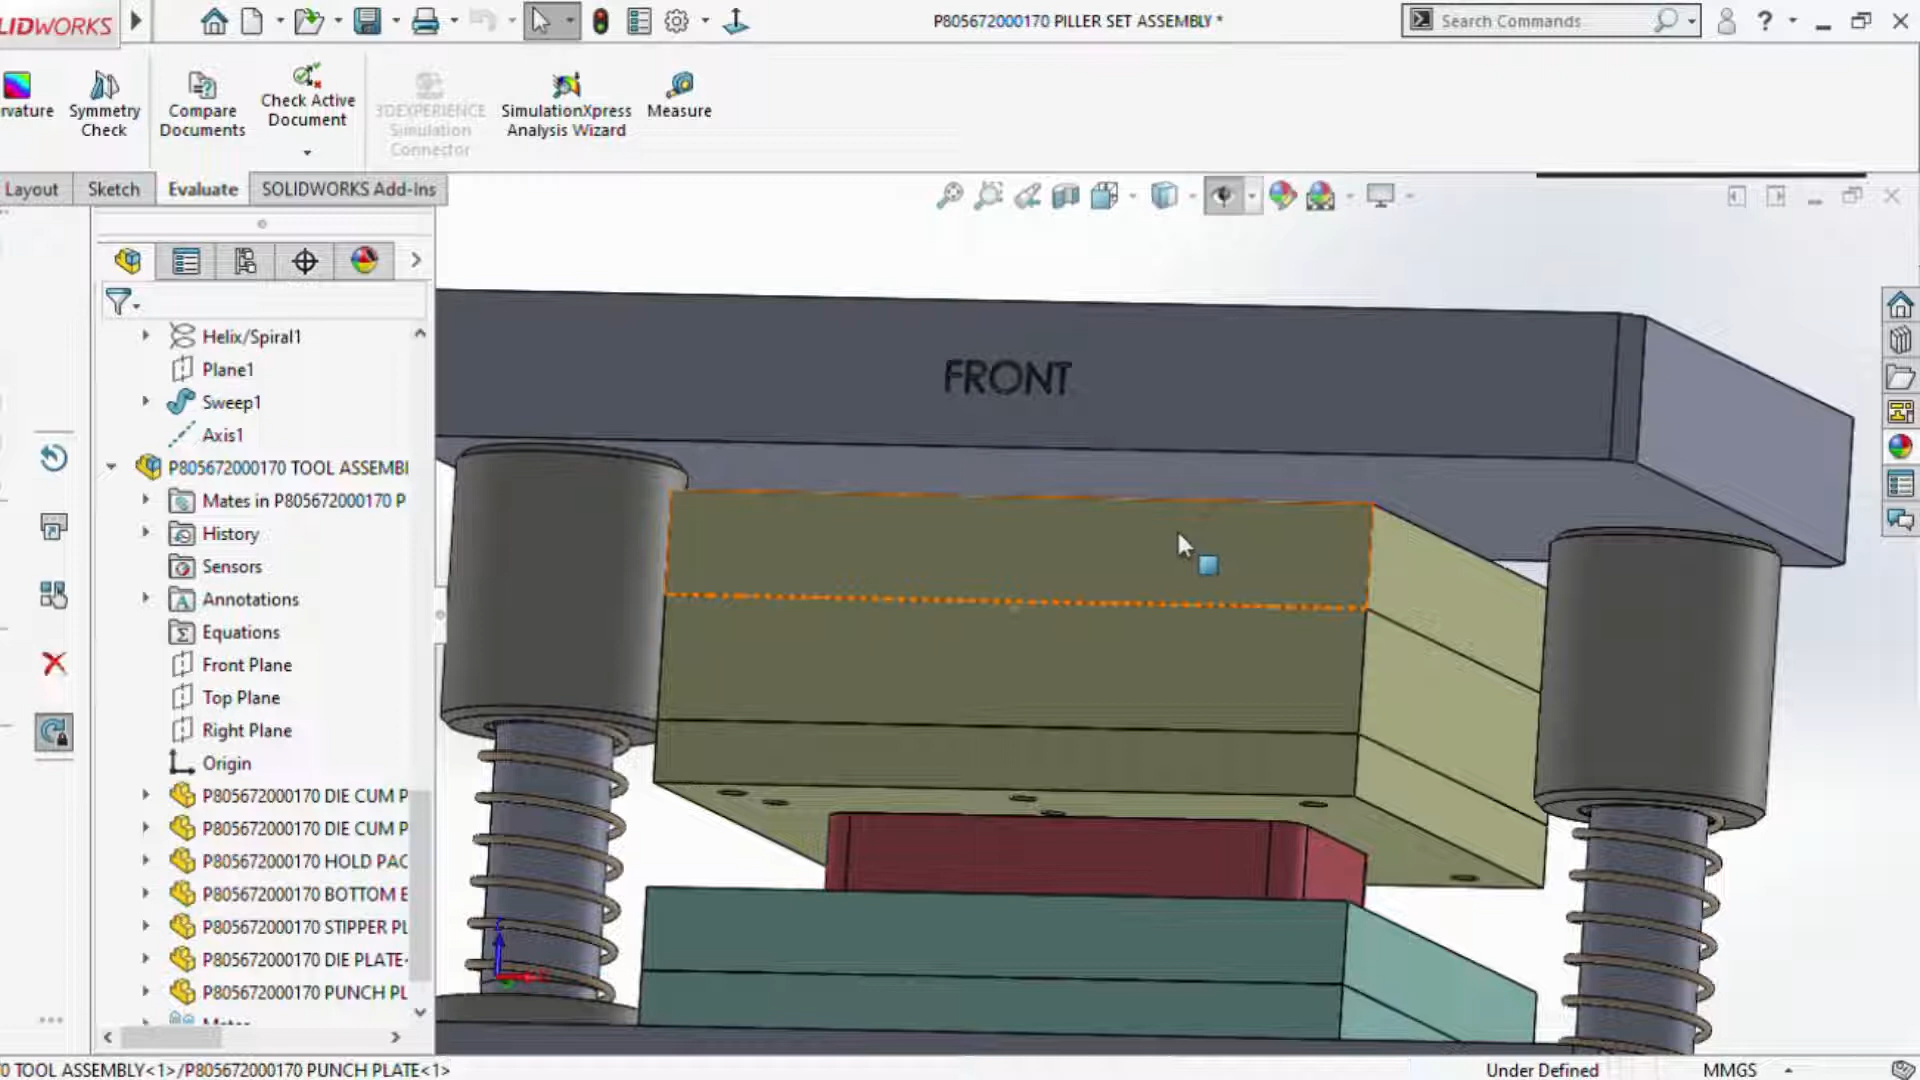 LIDWORKS
P805672000170 PILLER SET ASSEMBLY *
Search Commands
?
rvature
Symmetry
Check
Compare
Documents
Check Active
Document
3DEXPERIENCE
Simulation
Connector
SimulationXpress
Analysis Wizard
Measure
Layout
Sketch
Evaluate
SOLIDWORKS Add-Ins
Helix/Spiral1
Plane1
Sweep1
Axis1
P805672000170 TOOL ASSEMBI
Mates in P805672000170 P
History
Sensors
Annotations
Equations
Front Plane
Top Plane
Right Plane
Origin
P805672000170 DIE CUM P
P805672000170 DIE CUM P
P805672000170 HOLD PAC
P805672000170 BOTTOM E
P805672000170 STIPPER PL
P805672000170 DIE PLATE
P805672000170 PUNCH PL
FRONT
0 TOOL ASSEMBLY<1>/P805672000170 PUNCH PLATE<1>
Under Defined
MMGS